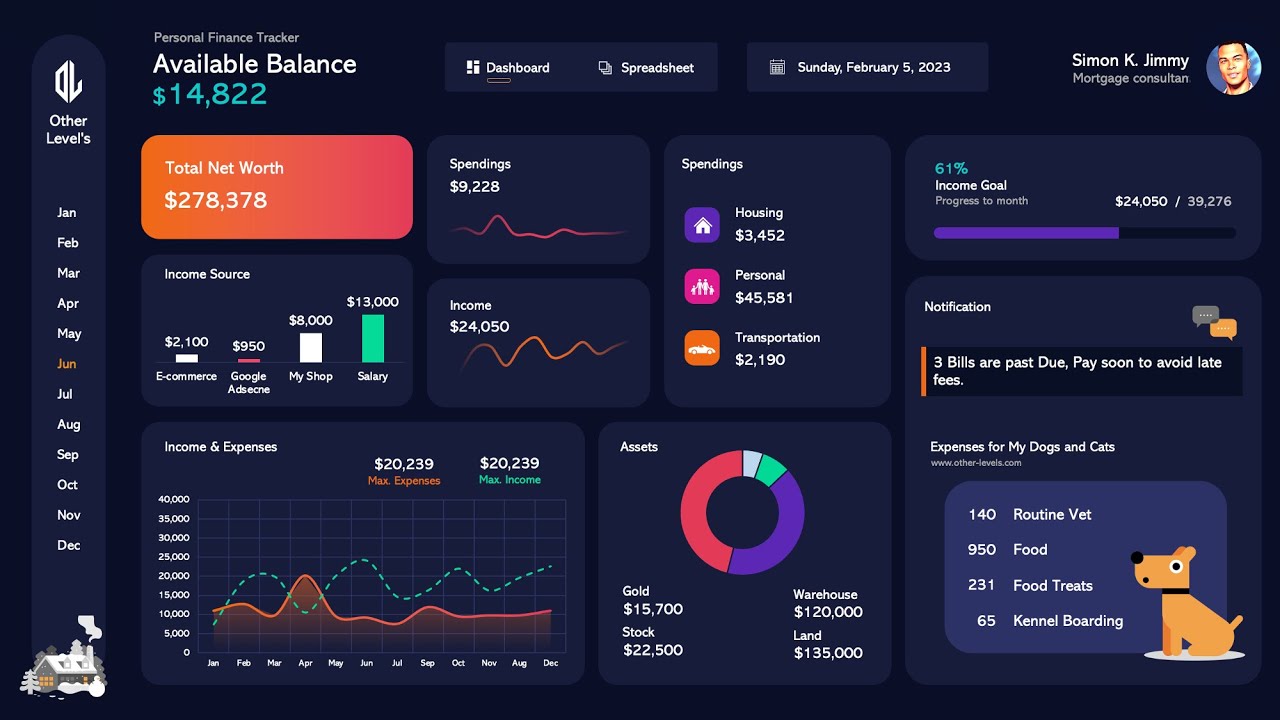 Personal Finance Tracker
Available Balance
$14,822
Dashboard
Spreadsheet
Sunday, February 5, 2023
Simon K. Jimmy
Mortgage consultan
Other
Level's
Jan
Feb
Mar
Apr
May
Jun
Jul
Aug
Sep
Oct
Nov
Dec
Total Net Worth
$278,378
Income Source
$2,100
$950
$8,000
$13,000
E-commerce
Google
Adsecne
My Shop
Salary
Spendings
$9,228
Income
$24,050
Spendings
Housing
$3,452
Personal
$45,581
Transportation
$2,190
61%
Income Goal
Progress to month
$24,050 / 39,276
Notification
3 Bills are past Due, Pay soon to avoid late
fees.
Income & Expenses
$20,239
Max. Expenses
$20,239
Max. Income
40,000
35,000
30,000
25,000
20,000
15,000
10,000
5,000
0
Jan Feb Mar Apr May Jun Jul Sep Oct Nov Aug Dec
Assets
Gold
$15,700
Stock
$22,500
Warehouse
$120,000
Land
$135,000
Expenses for My Dogs and Cats
www.other-levels.com
140 Routine Vet
950 Food
231 Food Treats
65 Kennel Boarding